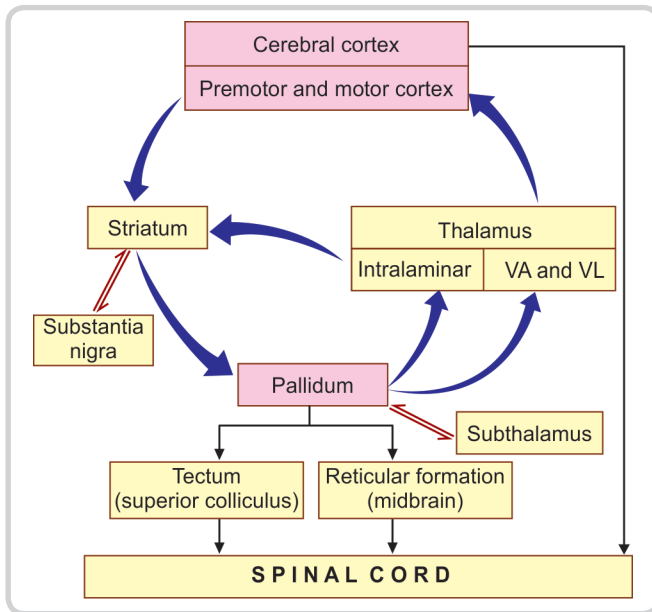 Cerebral cortex
Premotor and motor cortex
Striatum
Thalamus
Intralaminar
VA and VL
Substantia
nigra
Pallidum
Subthalamus
Tectum
(superior colliculus)
Reticular formation
(midbrain)
SPINAL CORD